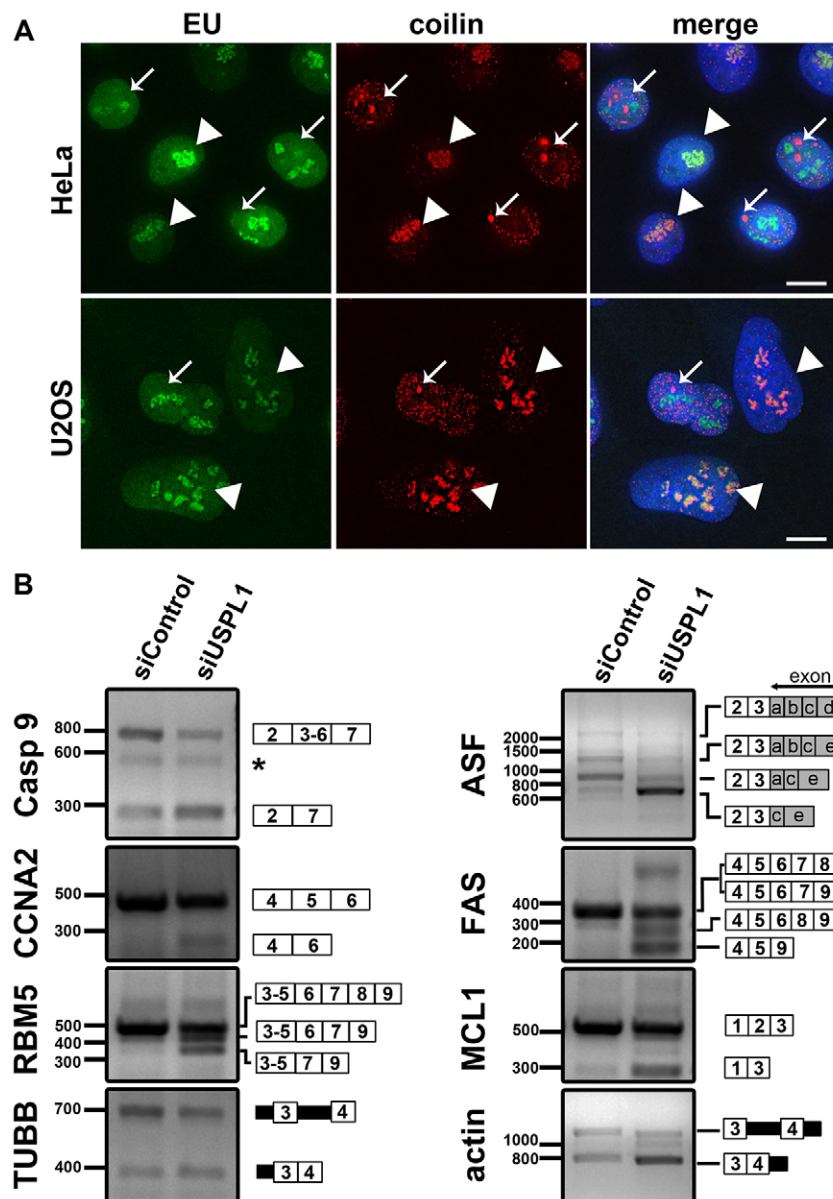 A
EU
coilin
merge
HeLa
U2OS
B
siControl
siUSPL1
Casp 9
800
600
300
2 3-6 7
*
2 7
CCNA2
500
300
4 5 6
4 6
RBM5
500
400
300
3-5 6 7 8 9
3-5 6 7 9
3-5 7 9
TUBB
700
400
3 4
3 4
siControl
siUSPL1
exon
ASF
2000
1500
1000
800
600
2 3 a b c d
2 3 a b c e
2 3 a c e
2 3 c e
FAS
400
300
200
4 5 6 7 8
4 5 6 7 9
4 5 6 8 9
4 5 9
MCL1
500
300
1 2 3
1 3
actin
1000
800
3 4
3 4